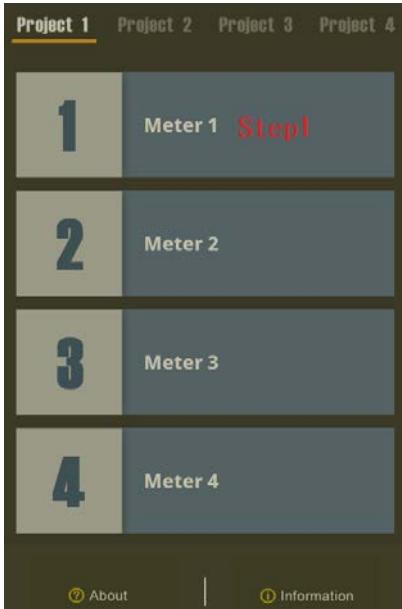 Project 1 Project 2 Project 3 Project 4
1 Meter 1 Step1
2 Meter 2
3 Meter 3
4 Meter 4
About Information